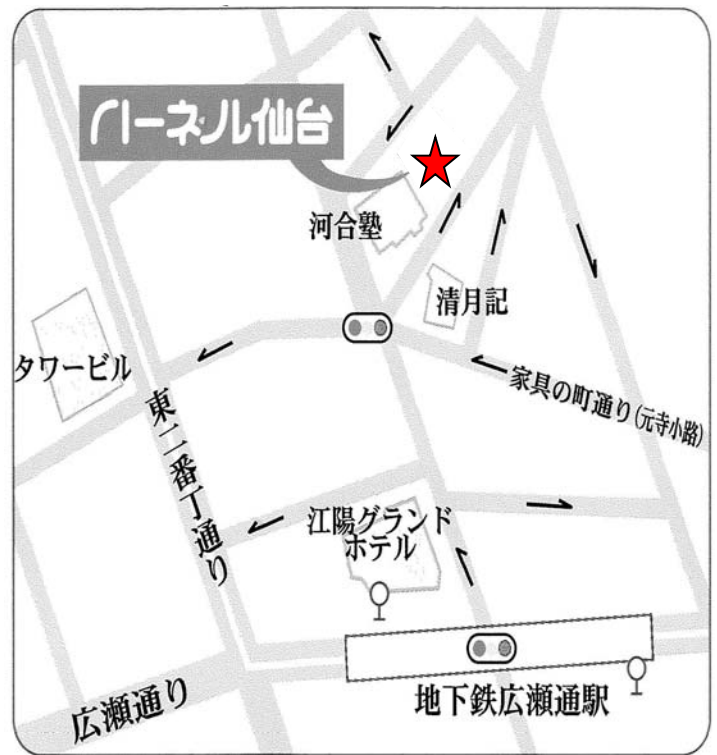 ハーネル仙台
河合塾
清月記
タワービル
家具の町通り(元寺小路)
東二番丁通り
江陽グランド
ホテル
地下鉄広瀬通駅
広瀬通り